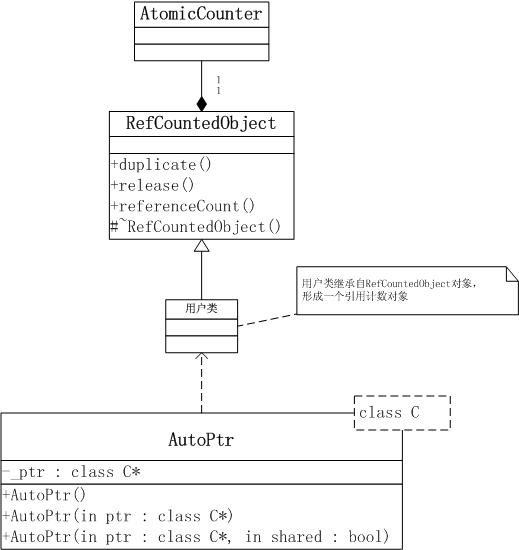 AtomicCounter
1
1
RefCountedObject
+duplicate()
+release()
+referenceCount()
#~RefCountedObject()
用户类继承自RefCountedObject对象，
形成一个引用计数对象
用户类
class C
AutoPtr
-_ptr : class C*
+AutoPtr()
+AutoPtr(in ptr : class C*)
+AutoPtr(in ptr : class C*, in shared : bool)